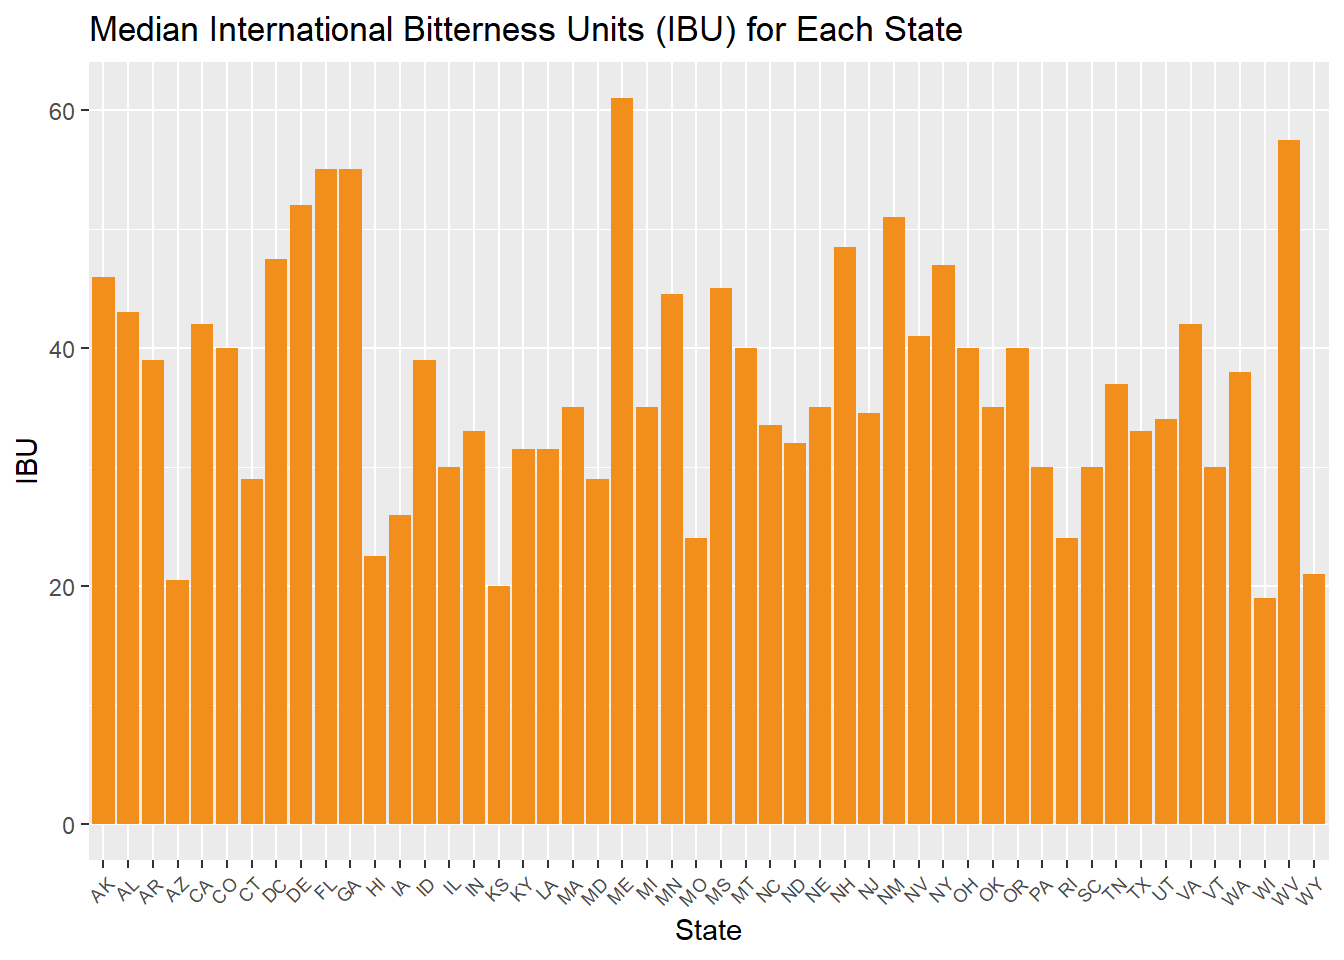 Median International Bitterness Units (IBU) for Each State
60
40
20
0
IBU
AK AL AR AZ CA CO CT DC DE FL GA HI IA ID IL IN KS KY LA MA MD ME MI MN MO MS MT NC ND NE NH NJ NM NV NY OH OK OR PA RI SC TN TX UT VA VT WA WI WV WY
State